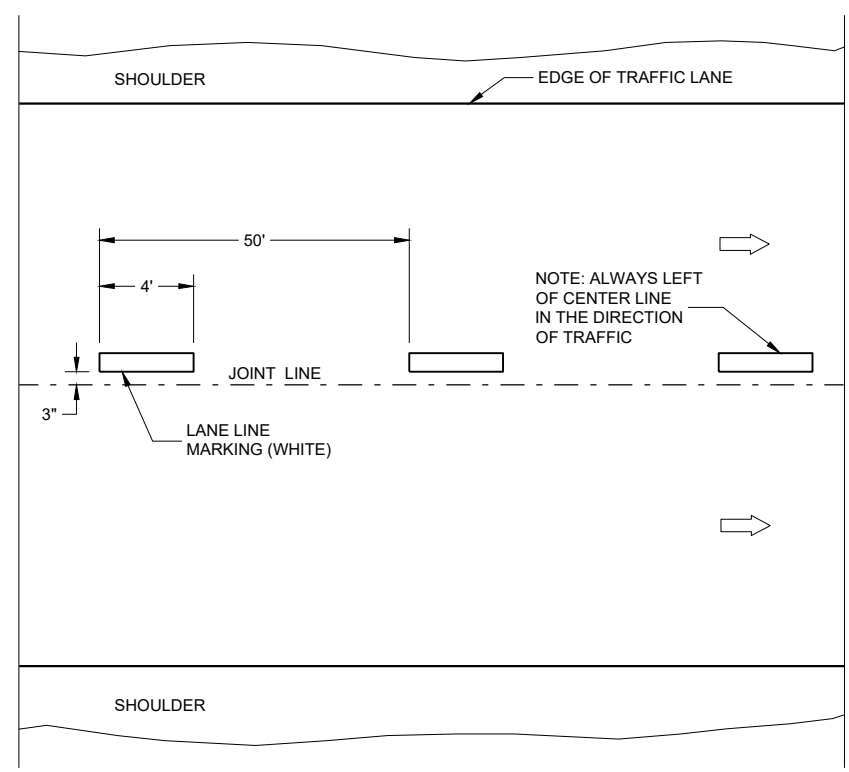 SHOULDER
EDGE OF TRAFFIC LANE
50'
4'
NOTE: ALWAYS LEFT
OF CENTER LINE
IN THE DIRECTION
OF TRAFFIC
JOINT LINE
3"
LANE LINE
MARKING (WHITE)
SHOULDER